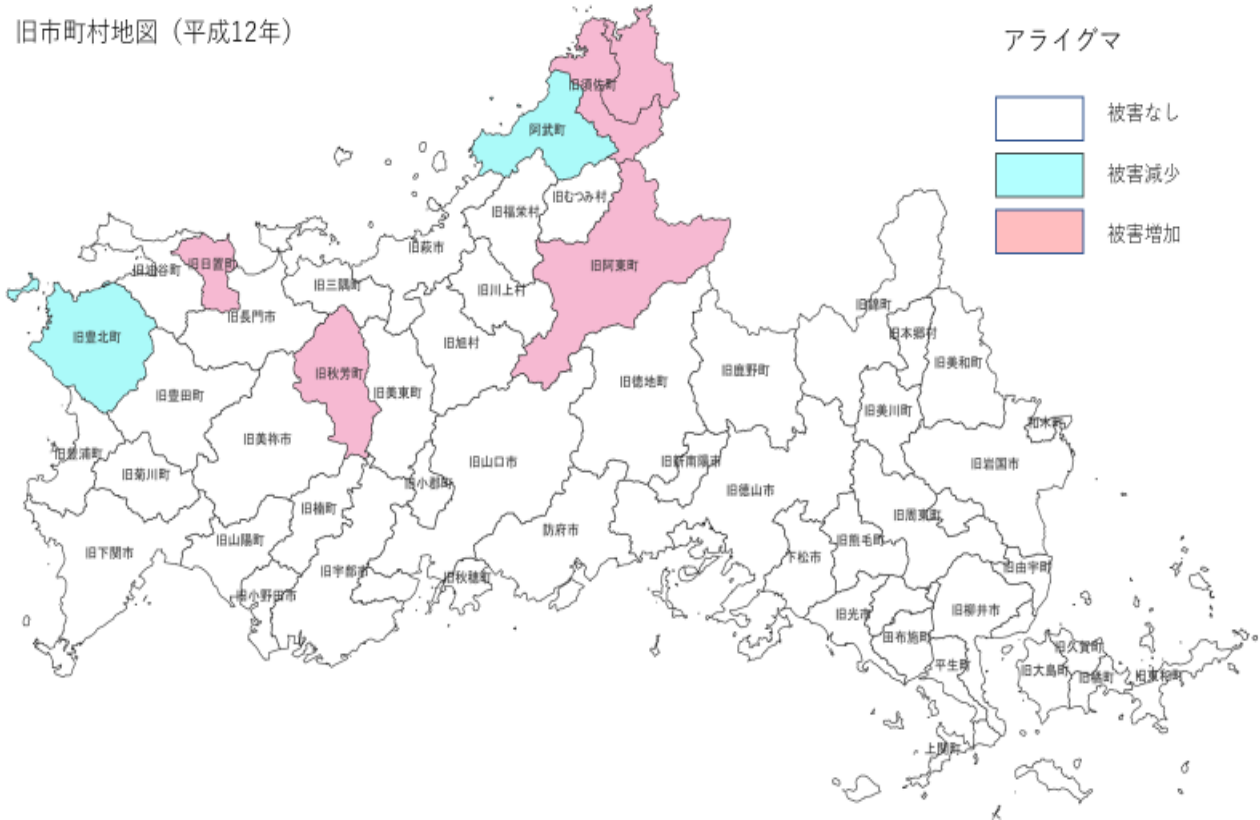 旧市町村地図（平成12年）
アライグマ
被害なし
被害減少
被害増加
旧須佐町
阿武町
旧むつみ村
旧福栄村
旧萩市
旧阿東町
旧日置町
旧油谷町
旧三隅町
旧川上村
旧長門市
旧豊北町
旧旭村
旧錦町
旧本郷村
旧美和町
旧秋芳町
旧美東町
旧徳地町
旧鹿野町
旧豊田町
旧美川町
和木町
旧美祢市
旧豊浦町
旧菊川町
旧山口市
旧新南陽市
旧岩国市
旧小郡町
旧徳山市
旧楠町
旧周東町
防府市
旧山陽町
旧熊毛町
旧下関市
下松市
旧宇部市
旧秋穂町
旧由宇町
旧小野田市
旧柳井市
旧光市
田布施町
旧久賀町
平生町
旧大島町
旧橘町
旧東和町
上関町